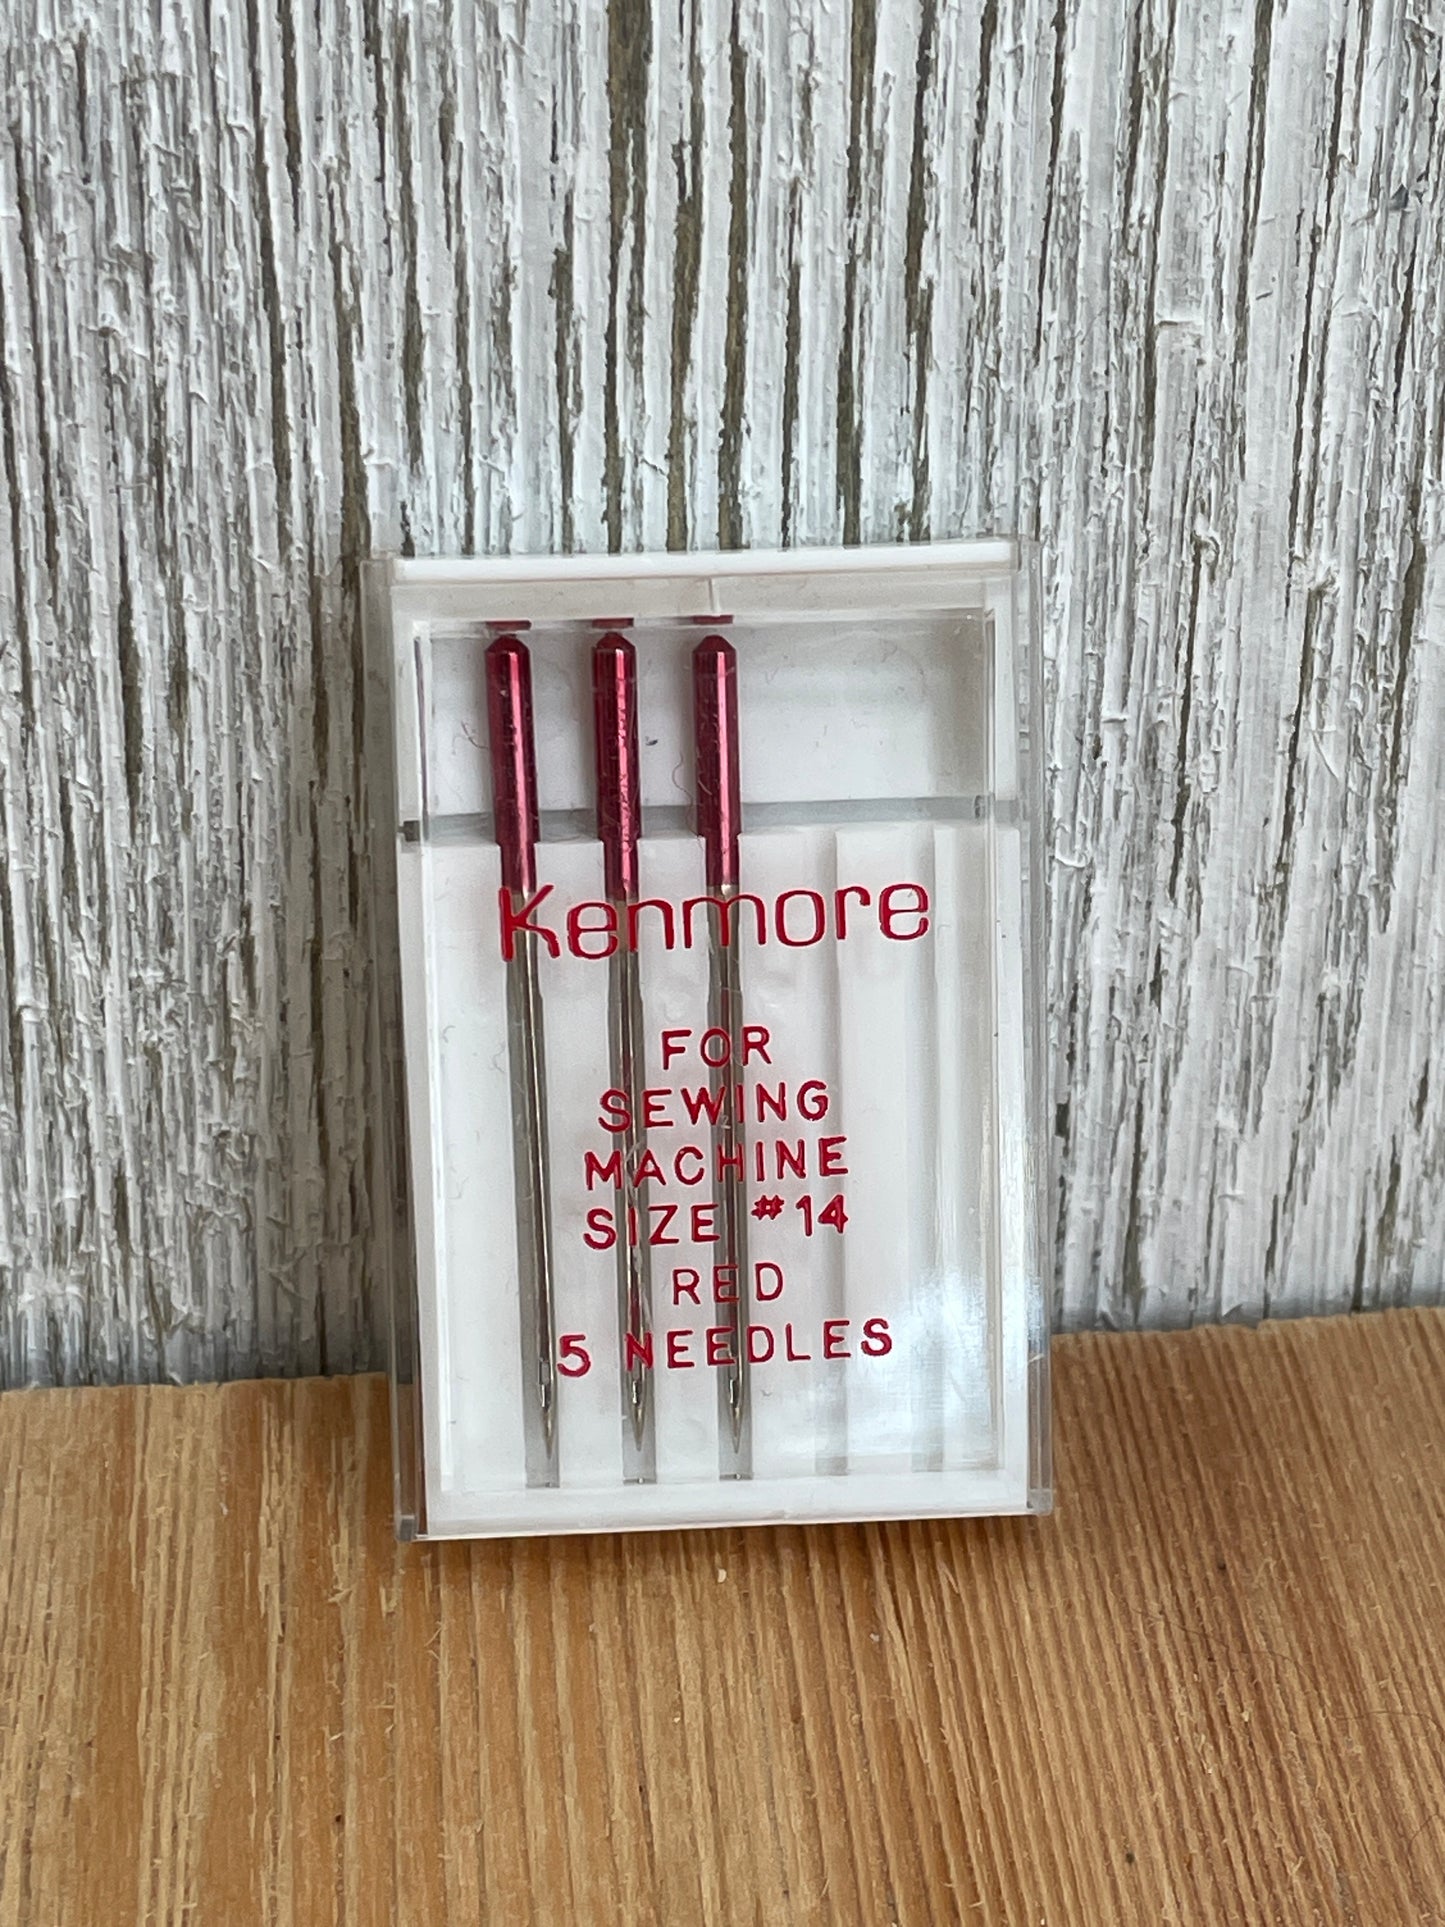 Kenmore
FOR
SEWING
MACHINE
SIZE #14
RED
5 NEEDLES